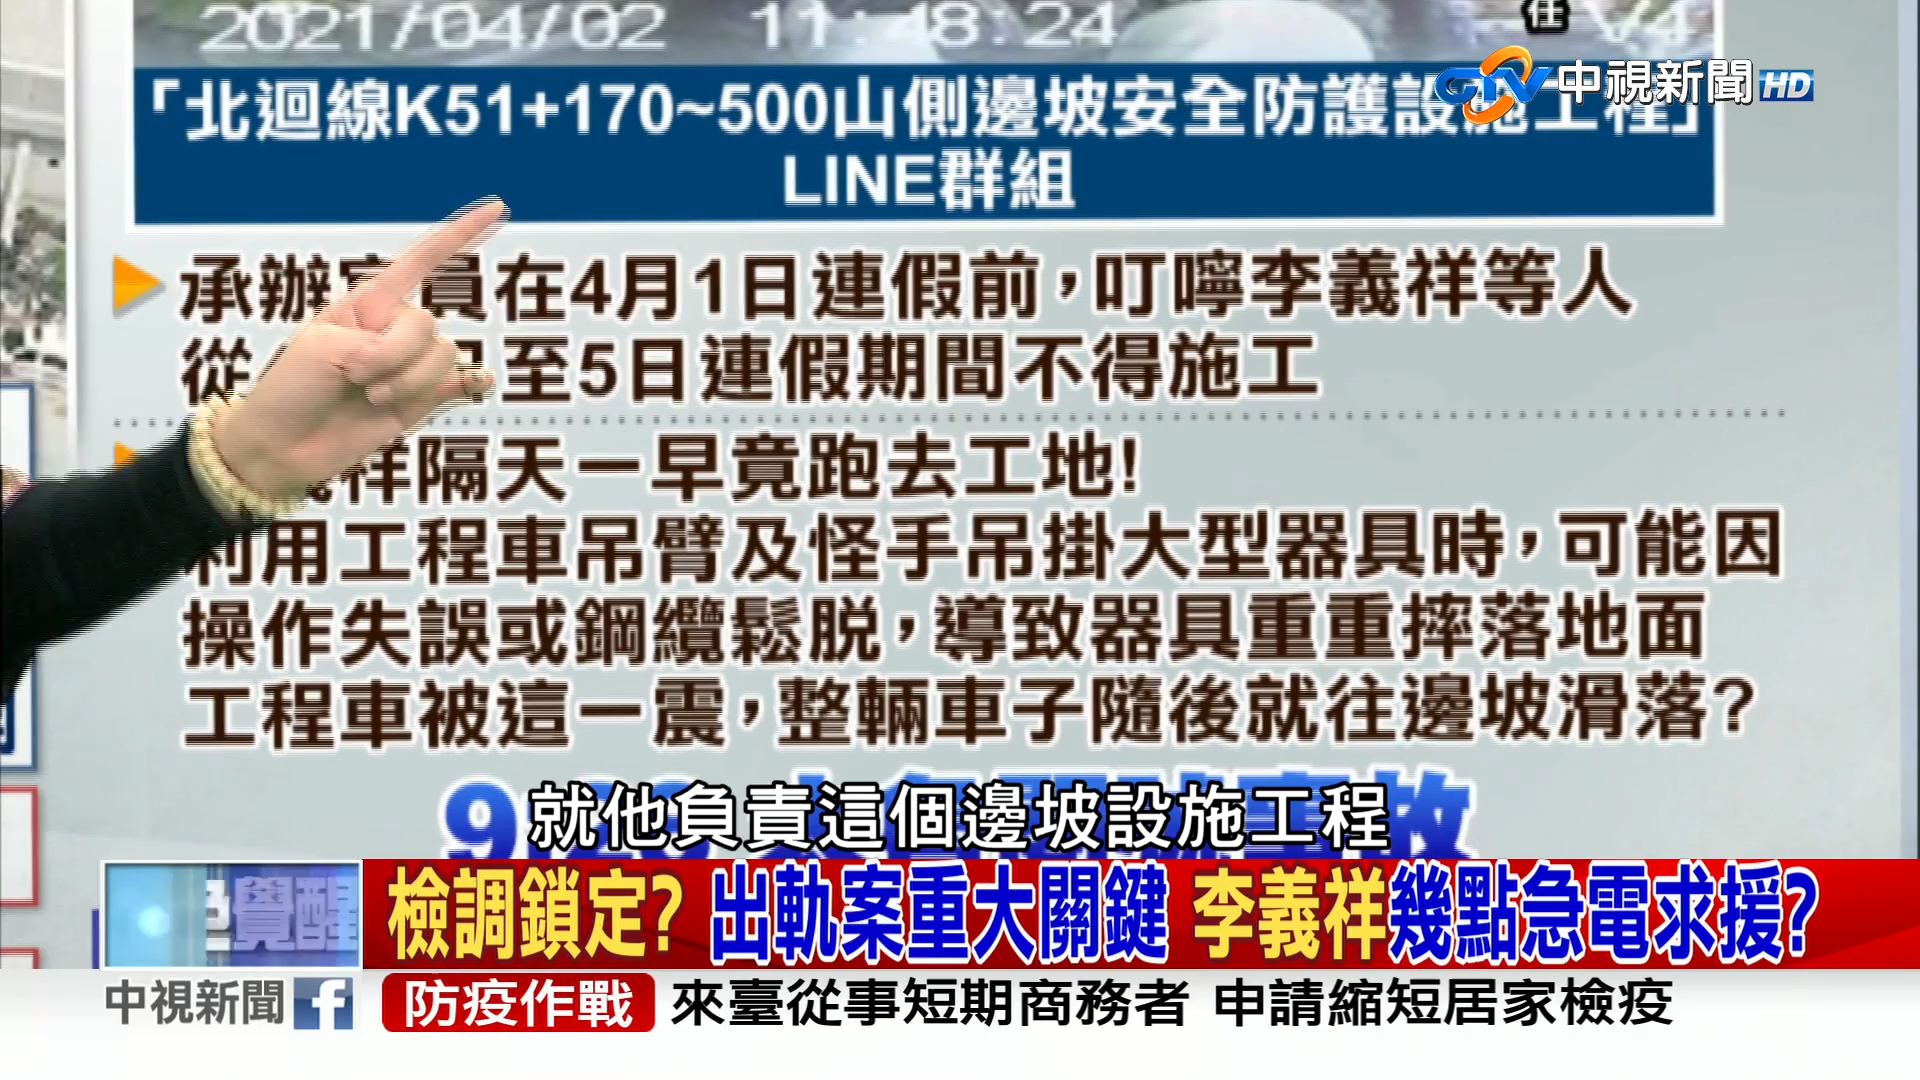 2021/04/02 11:48:24
任 V4
CTV 中視新聞 HD
「北迴線K51+170~500山側邊坡安全防護設施工程」
LINE群組
承辦官員在4月1日連假前，叮嚀李義祥等人
從 至5日連假期間不得施工
祥隔天一早竟跑去工地!
利用工程車吊臂及怪手吊掛大型器具時，可能因
操作失誤或鋼纜鬆脫，導致器具重重摔落地面
工程車被這一震，整輛車子隨後就往邊坡滑落?
就他負責這個邊坡設施工程
覺醒 檢調鎖定? 出軌案重大關鍵 李義祥幾點急電求援?
中視新聞 f 防疫作戰 來臺從事短期商務者 申請縮短居家檢疫